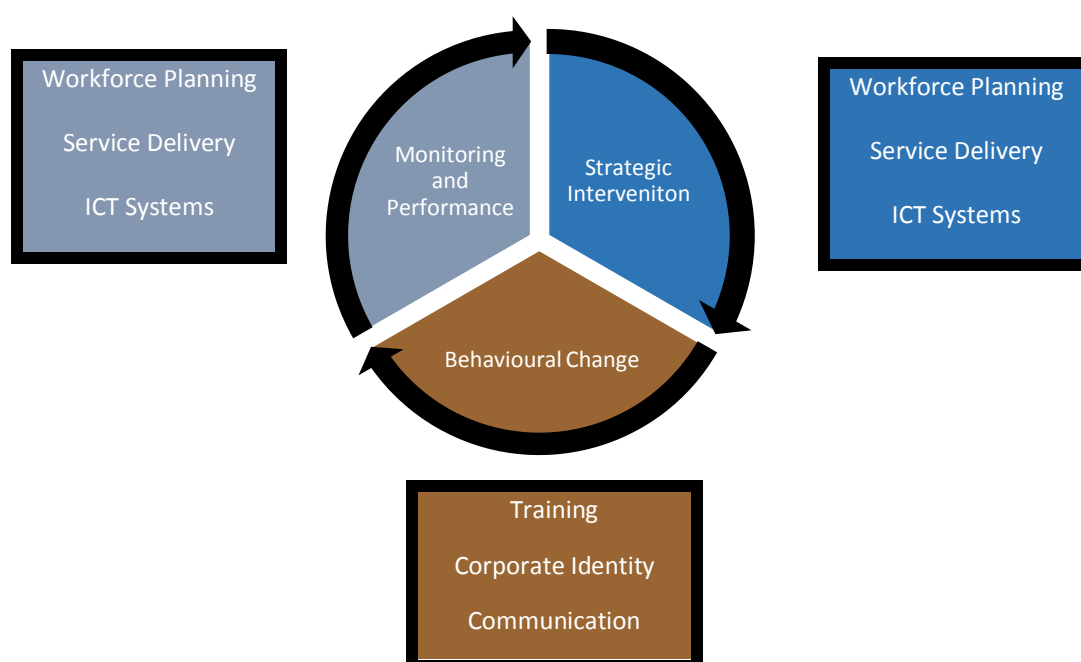 Workforce Planning
Service Delivery
ICT Systems
Monitoring
and
Performance
Strategic
Interveniton
Workforce Planning
Service Delivery
ICT Systems
Behavioural Change
Training
Corporate Identity
Communication